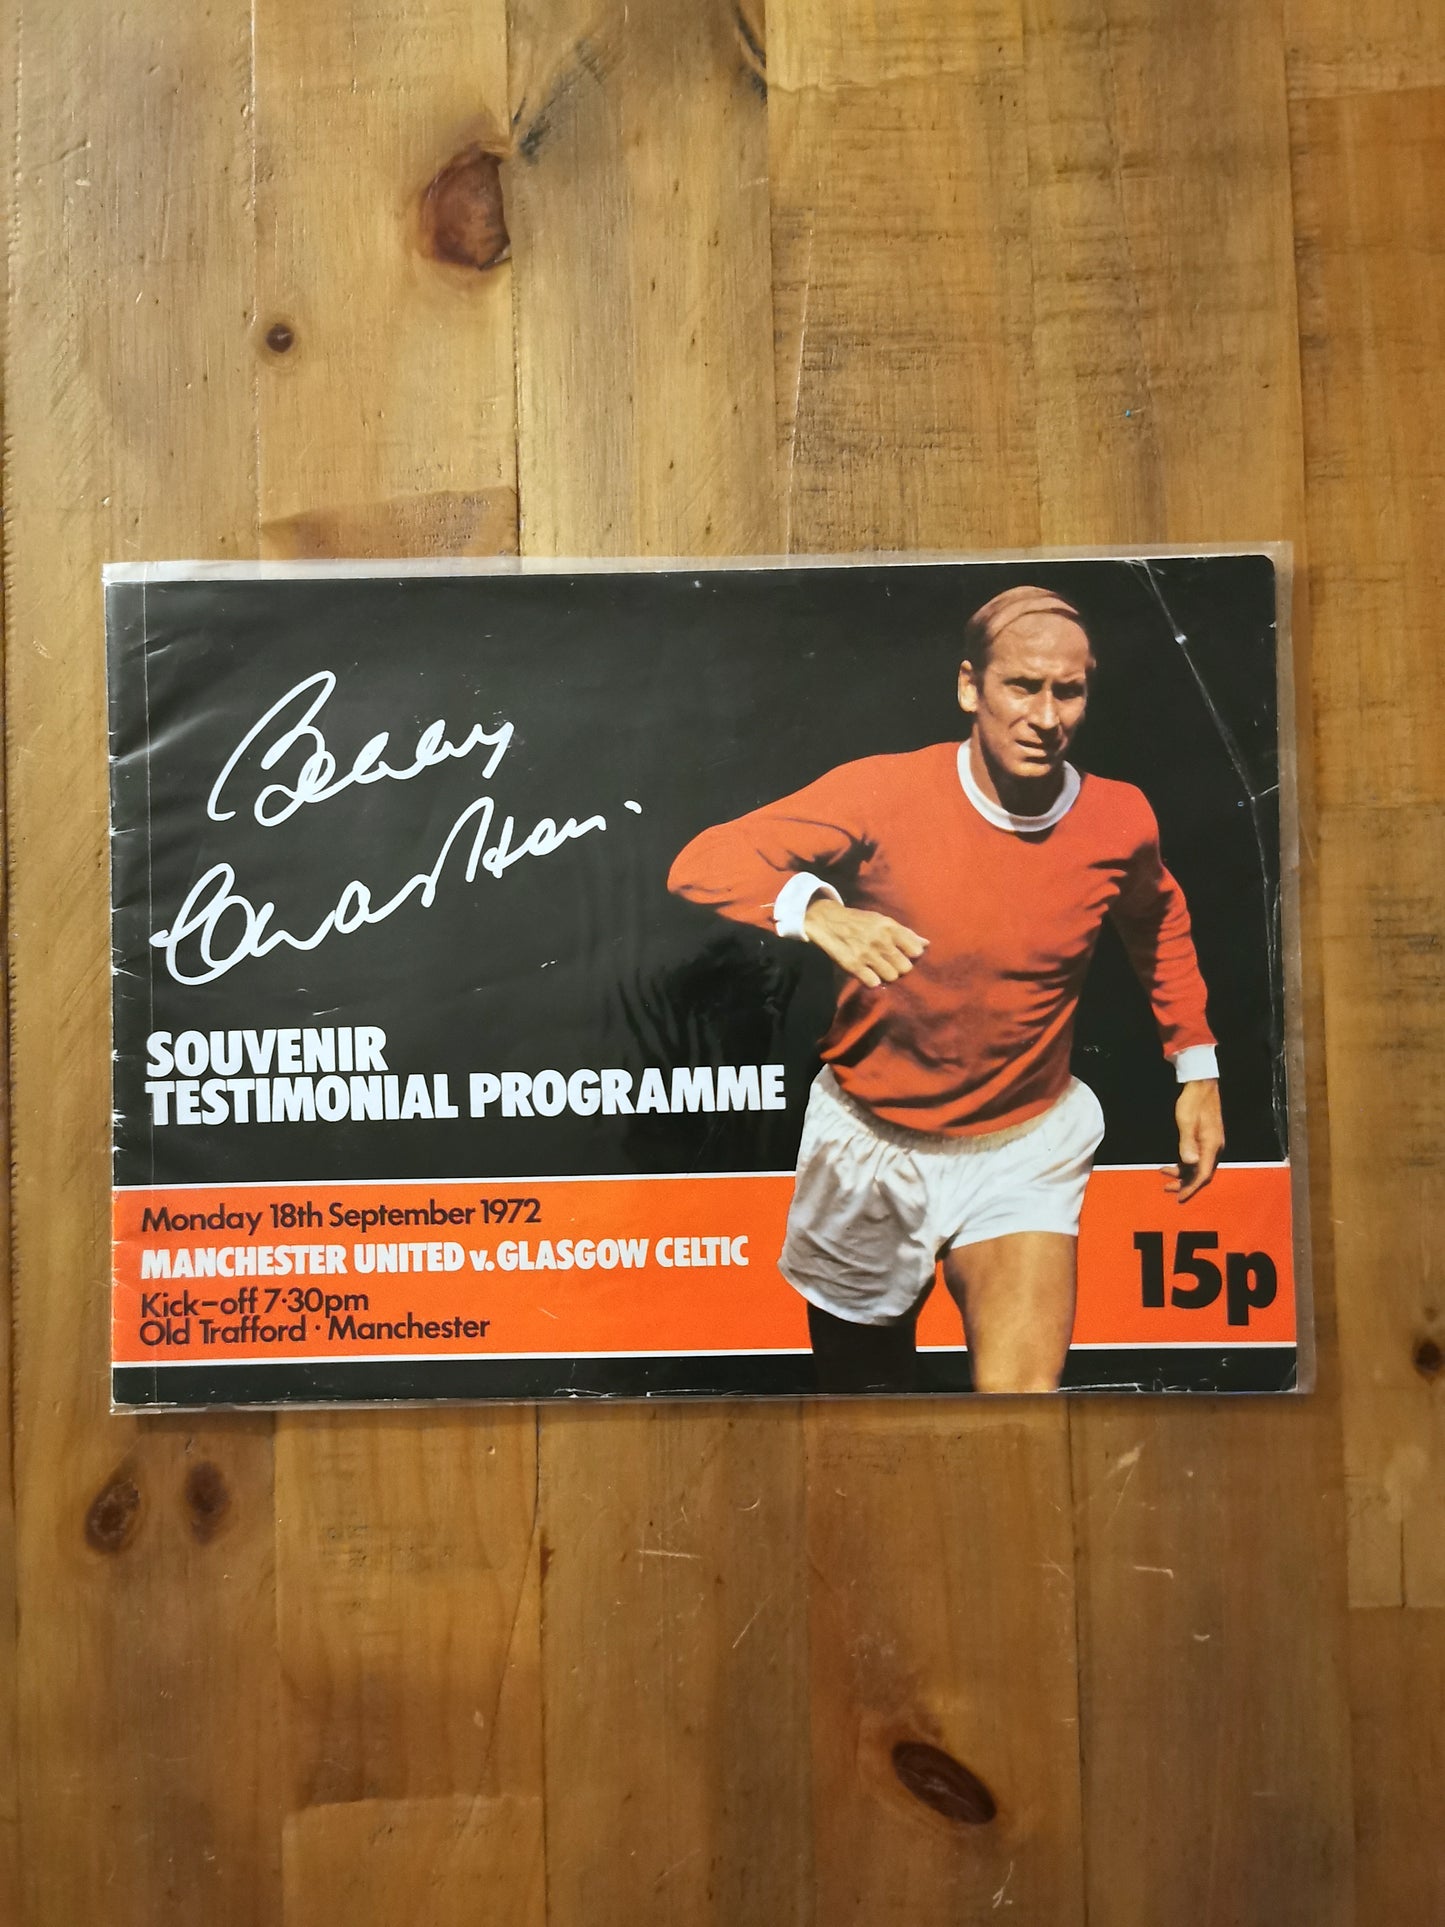 Bobby
Charlton.
SOUVENIR
TESTIMONIAL PROGRAMME
Monday 18th September 1972
MANCHESTER UNITED v. GLASGOW CELTIC
Kick-off 7·30pm
Old Trafford · Manchester
15p